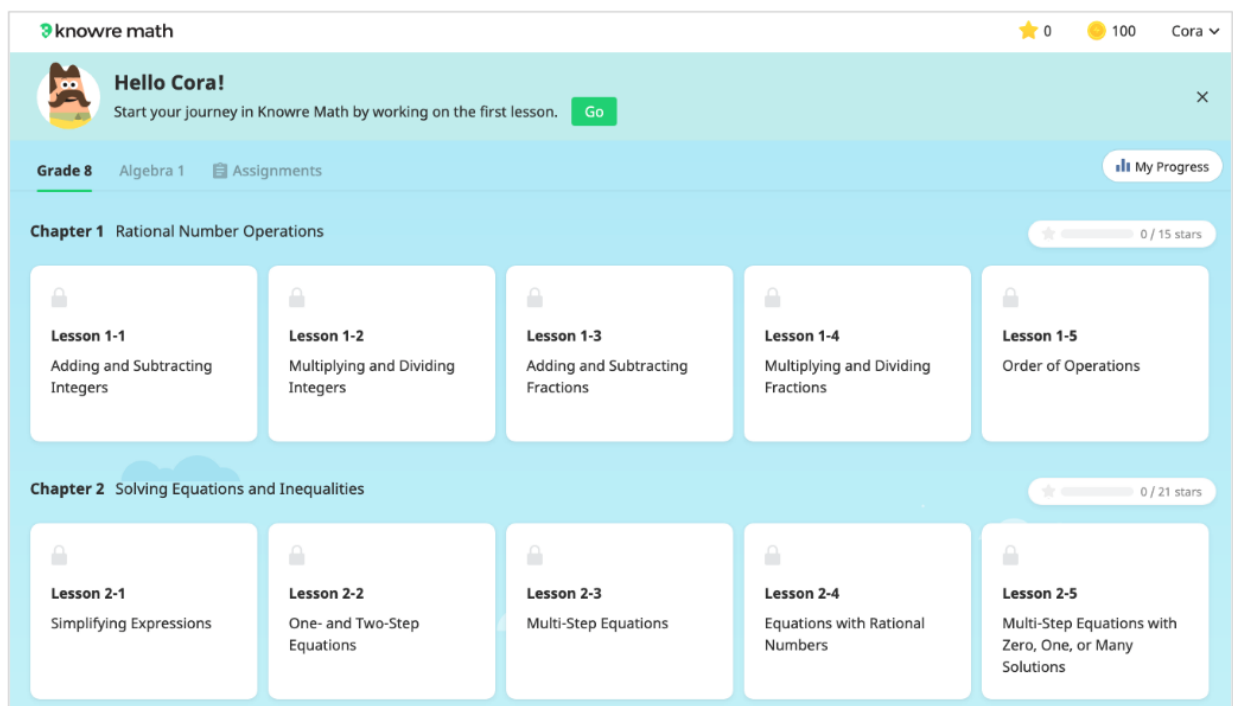 knowre math
0
100
Cora
Hello Cora!
Start your journey in Knowre Math by working on the first lesson.
Go
Grade 8
Algebra 1
Assignments
My Progress
Chapter 1 Rational Number Operations
0 / 15 stars
Lesson 1-1
Adding and Subtracting
Integers
Lesson 1-2
Multiplying and Dividing
Integers
Lesson 1-3
Adding and Subtracting
Fractions
Lesson 1-4
Multiplying and Dividing
Fractions
Lesson 1-5
Order of Operations
Chapter 2 Solving Equations and Inequalities
0 / 21 stars
Lesson 2-1
Simplifying Expressions
Lesson 2-2
One- and Two-Step
Equations
Lesson 2-3
Multi-Step Equations
Lesson 2-4
Equations with Rational
Numbers
Lesson 2-5
Multi-Step Equations with
Zero, One, or Many
Solutions